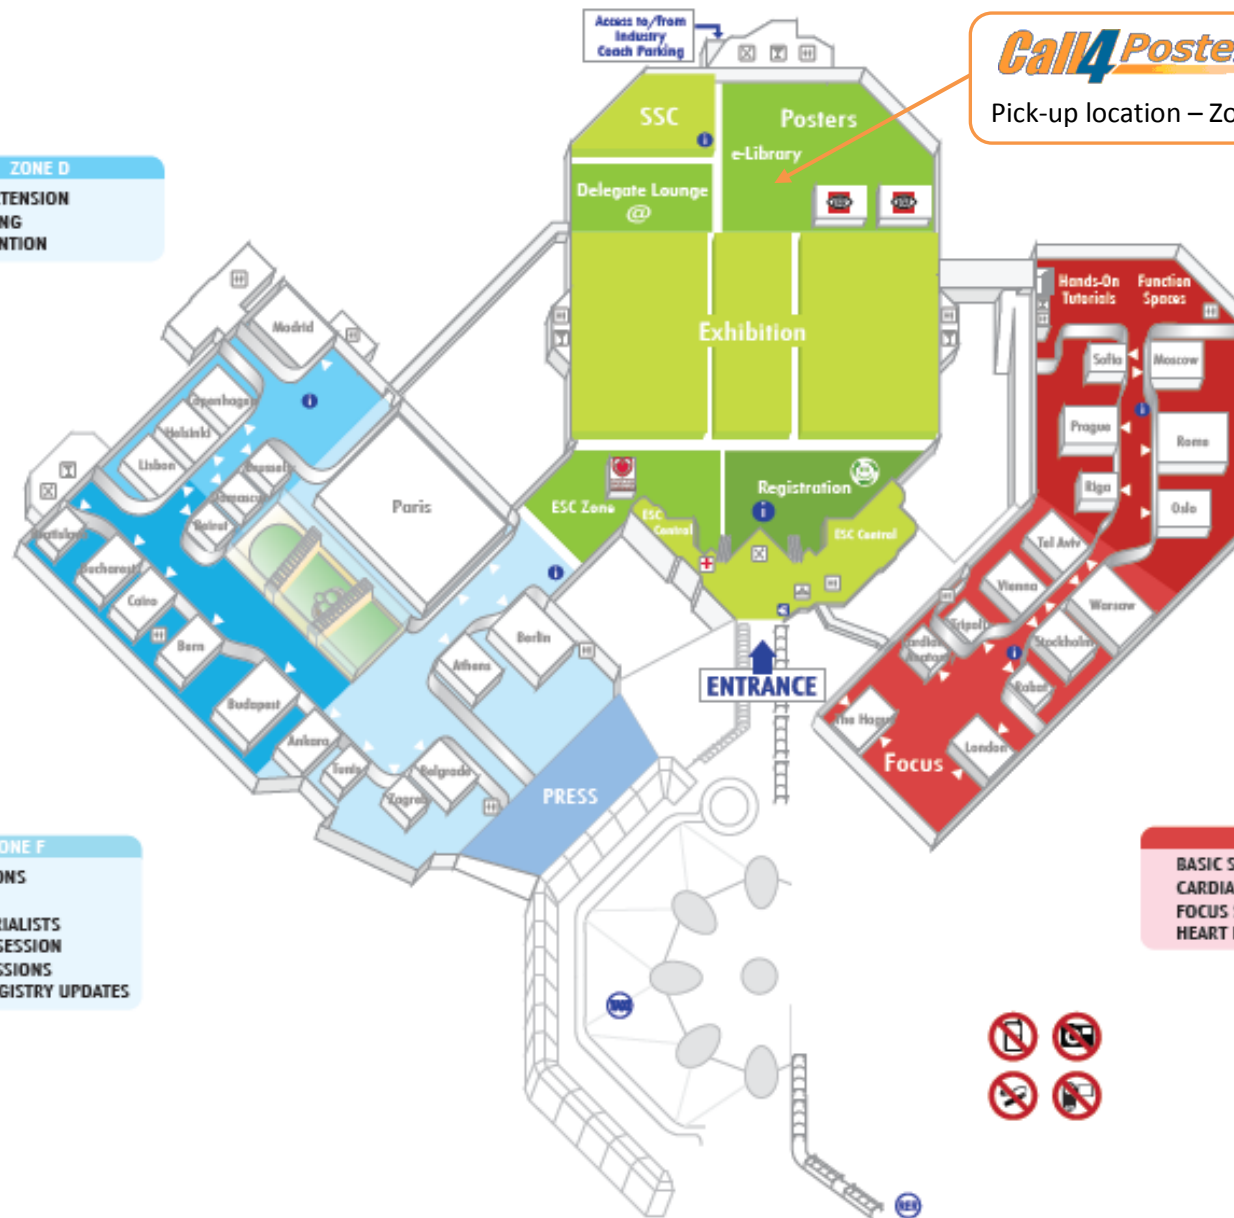 Access to/from
Industry
Coach Parking
Call4Poste
Pick-up location – Zo
SSC
Posters
e-Library
Delegate Lounge
@
ZONE D
TENSION
NG
NTION
Hands-On
Tutorials
Function
Spaces
Madrid
Exhibition
Sofia
Moscow
Copenhagen
Helsinki
Lisbon
Brussels
Damascus
Beirut
Paris
Prague
Rome
Riga
Oslo
ESC Zone
Registration
ESC
Control
ESC Control
Bratislava
Bucharest
Cairo
Bern
Budapest
Ankara
Tunis
Zagreb
Belgrade
Athens
Berlin
Tel Aviv
Vienna
Tripoli
Warsaw
Stockholm
Rabat
The Hague
London
Focus
ENTRANCE
PRESS
ONE F
ONS
RIALISTS
SESSION
SSIONS
GISTRY UPDATES
BASIC S
CARDIA
FOCUS
HEART
TAXI
RER